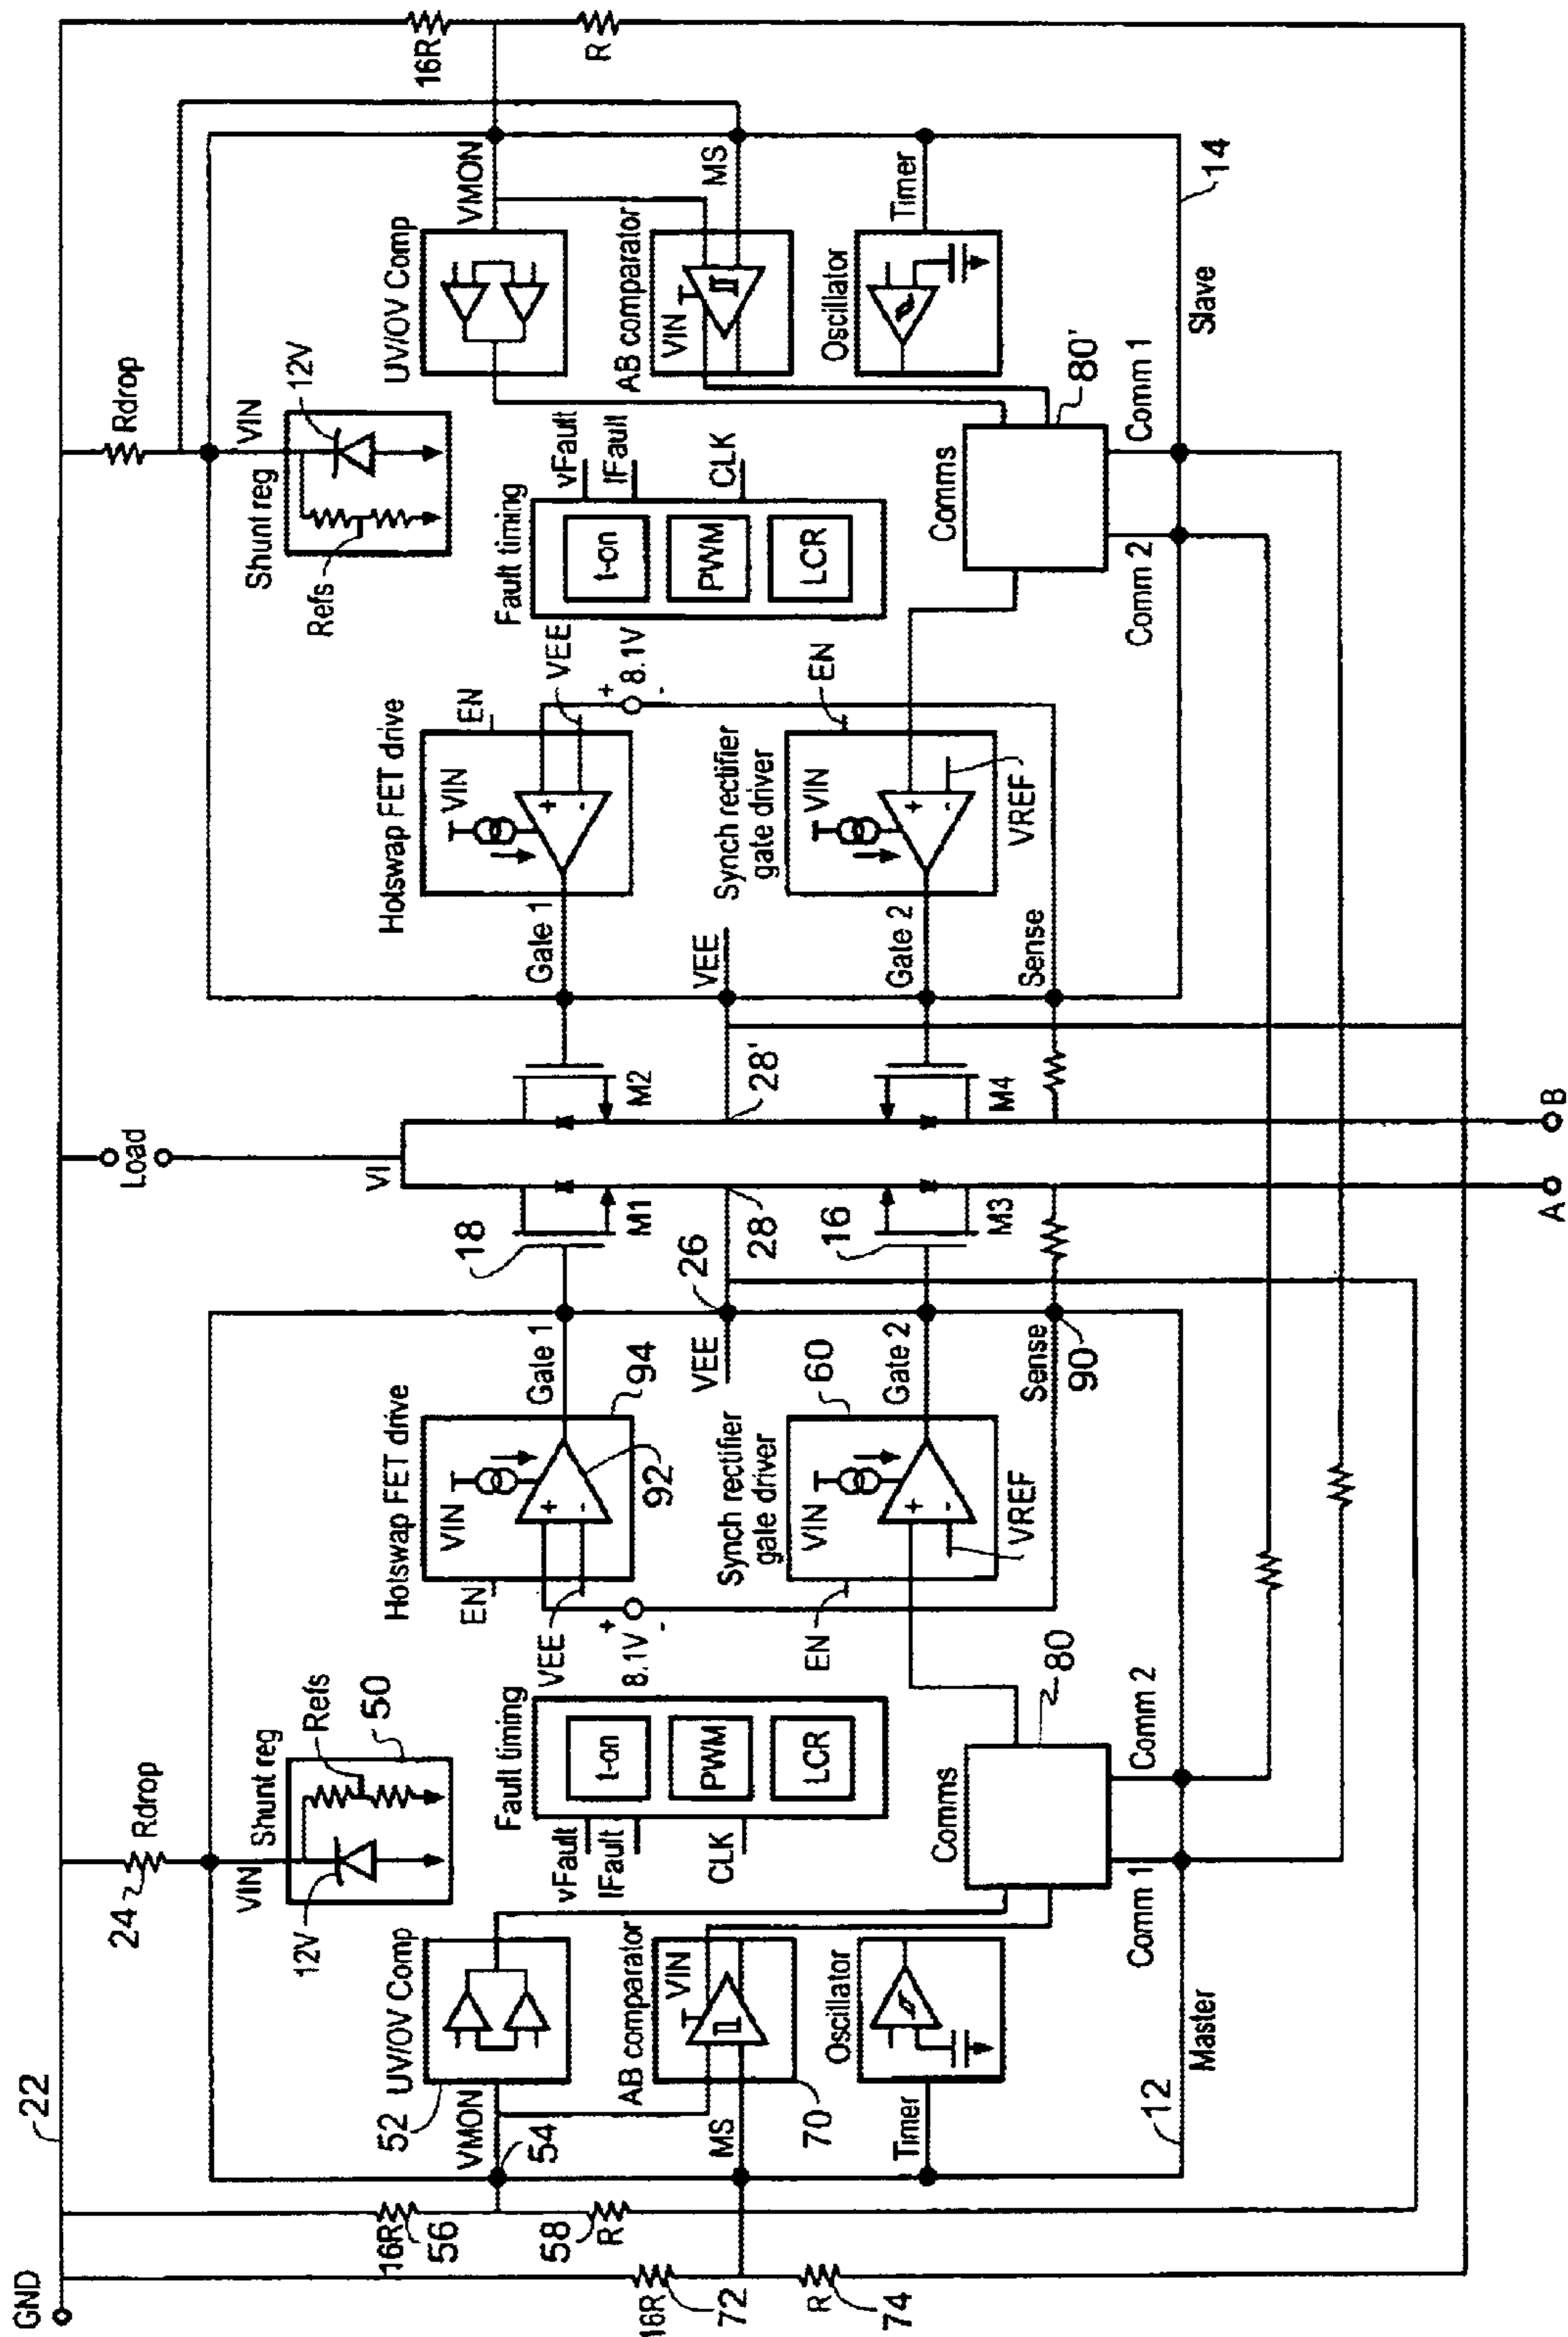 GND
22
16R
56
58
R
16R
72
R
74
24
Rdrop
VIN
Shunt reg
Refs
50
12V
UV/OV Comp
52
VMON
54
AB comparator
VIN
MS
70
Oscillator
Timer
12
Master
Fault timing
vFault
IFault
CLK
t-on
PWM
LCR
Comms
80
Comm 1
Comm 2
Hotswap FET drive
EN
VIN
+
-
VEE
+
8.1V
-
92
94
Gate 1
Synch rectifier
gate driver
VIN
+
-
EN
VREF
60
Gate 2
VEE
26
Sense
90
18
M1
28
16
M3
Load
VI
A
B
M2
28'
M4
Gate 1
VEE
Gate 2
Sense
Hotswap FET drive
EN
VIN
+
-
VEE
+
8.1V
-
Synch rectifier
gate driver
VIN
+
-
EN
VREF
Fault timing
vFault
IFault
CLK
t-on
PWM
LCR
Comms
80'
Comm 2
Comm 1
Rdrop
VIN
Shunt reg
Refs
12V
UV/OV Comp
VMON
AB comparator
VIN
MS
Oscillator
Timer
Slave
14
16R
R